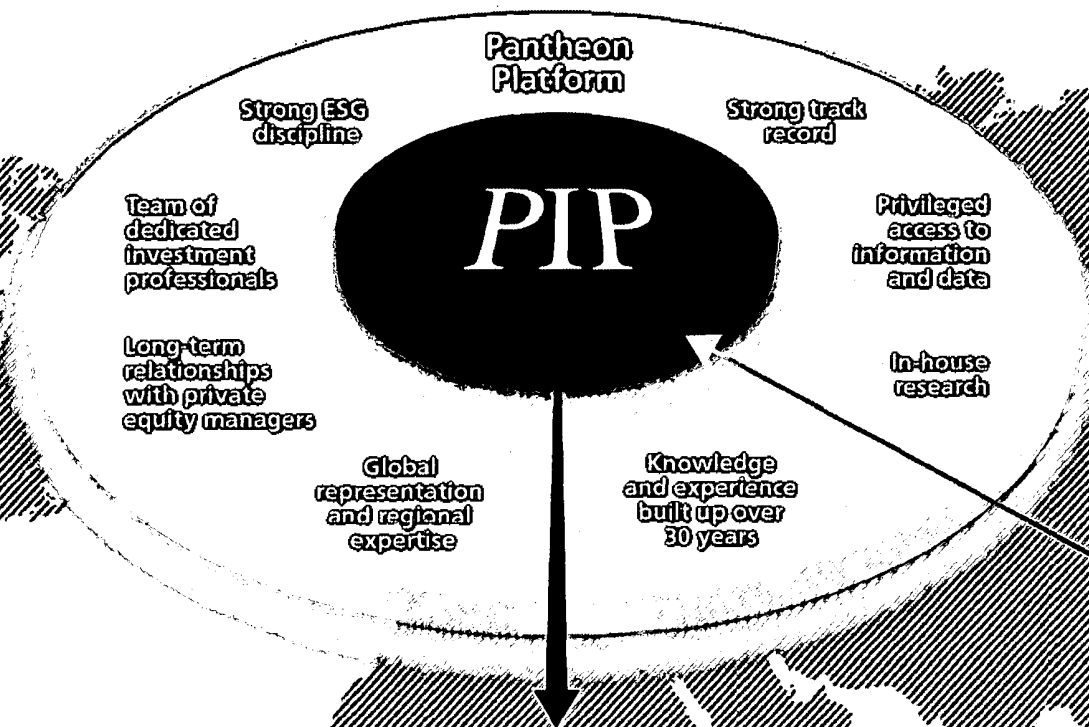 Pantheon
Platform
Strong ESG
discipline
Strong track
record
PIP
Team of
dedicated
investment
professionals
Privileged
access to
information
and data
Long-term
relationships
with private
equity managers
In-house
research
Global
representation
and regional
expertise
Knowledge
and experience
built up over
30 years